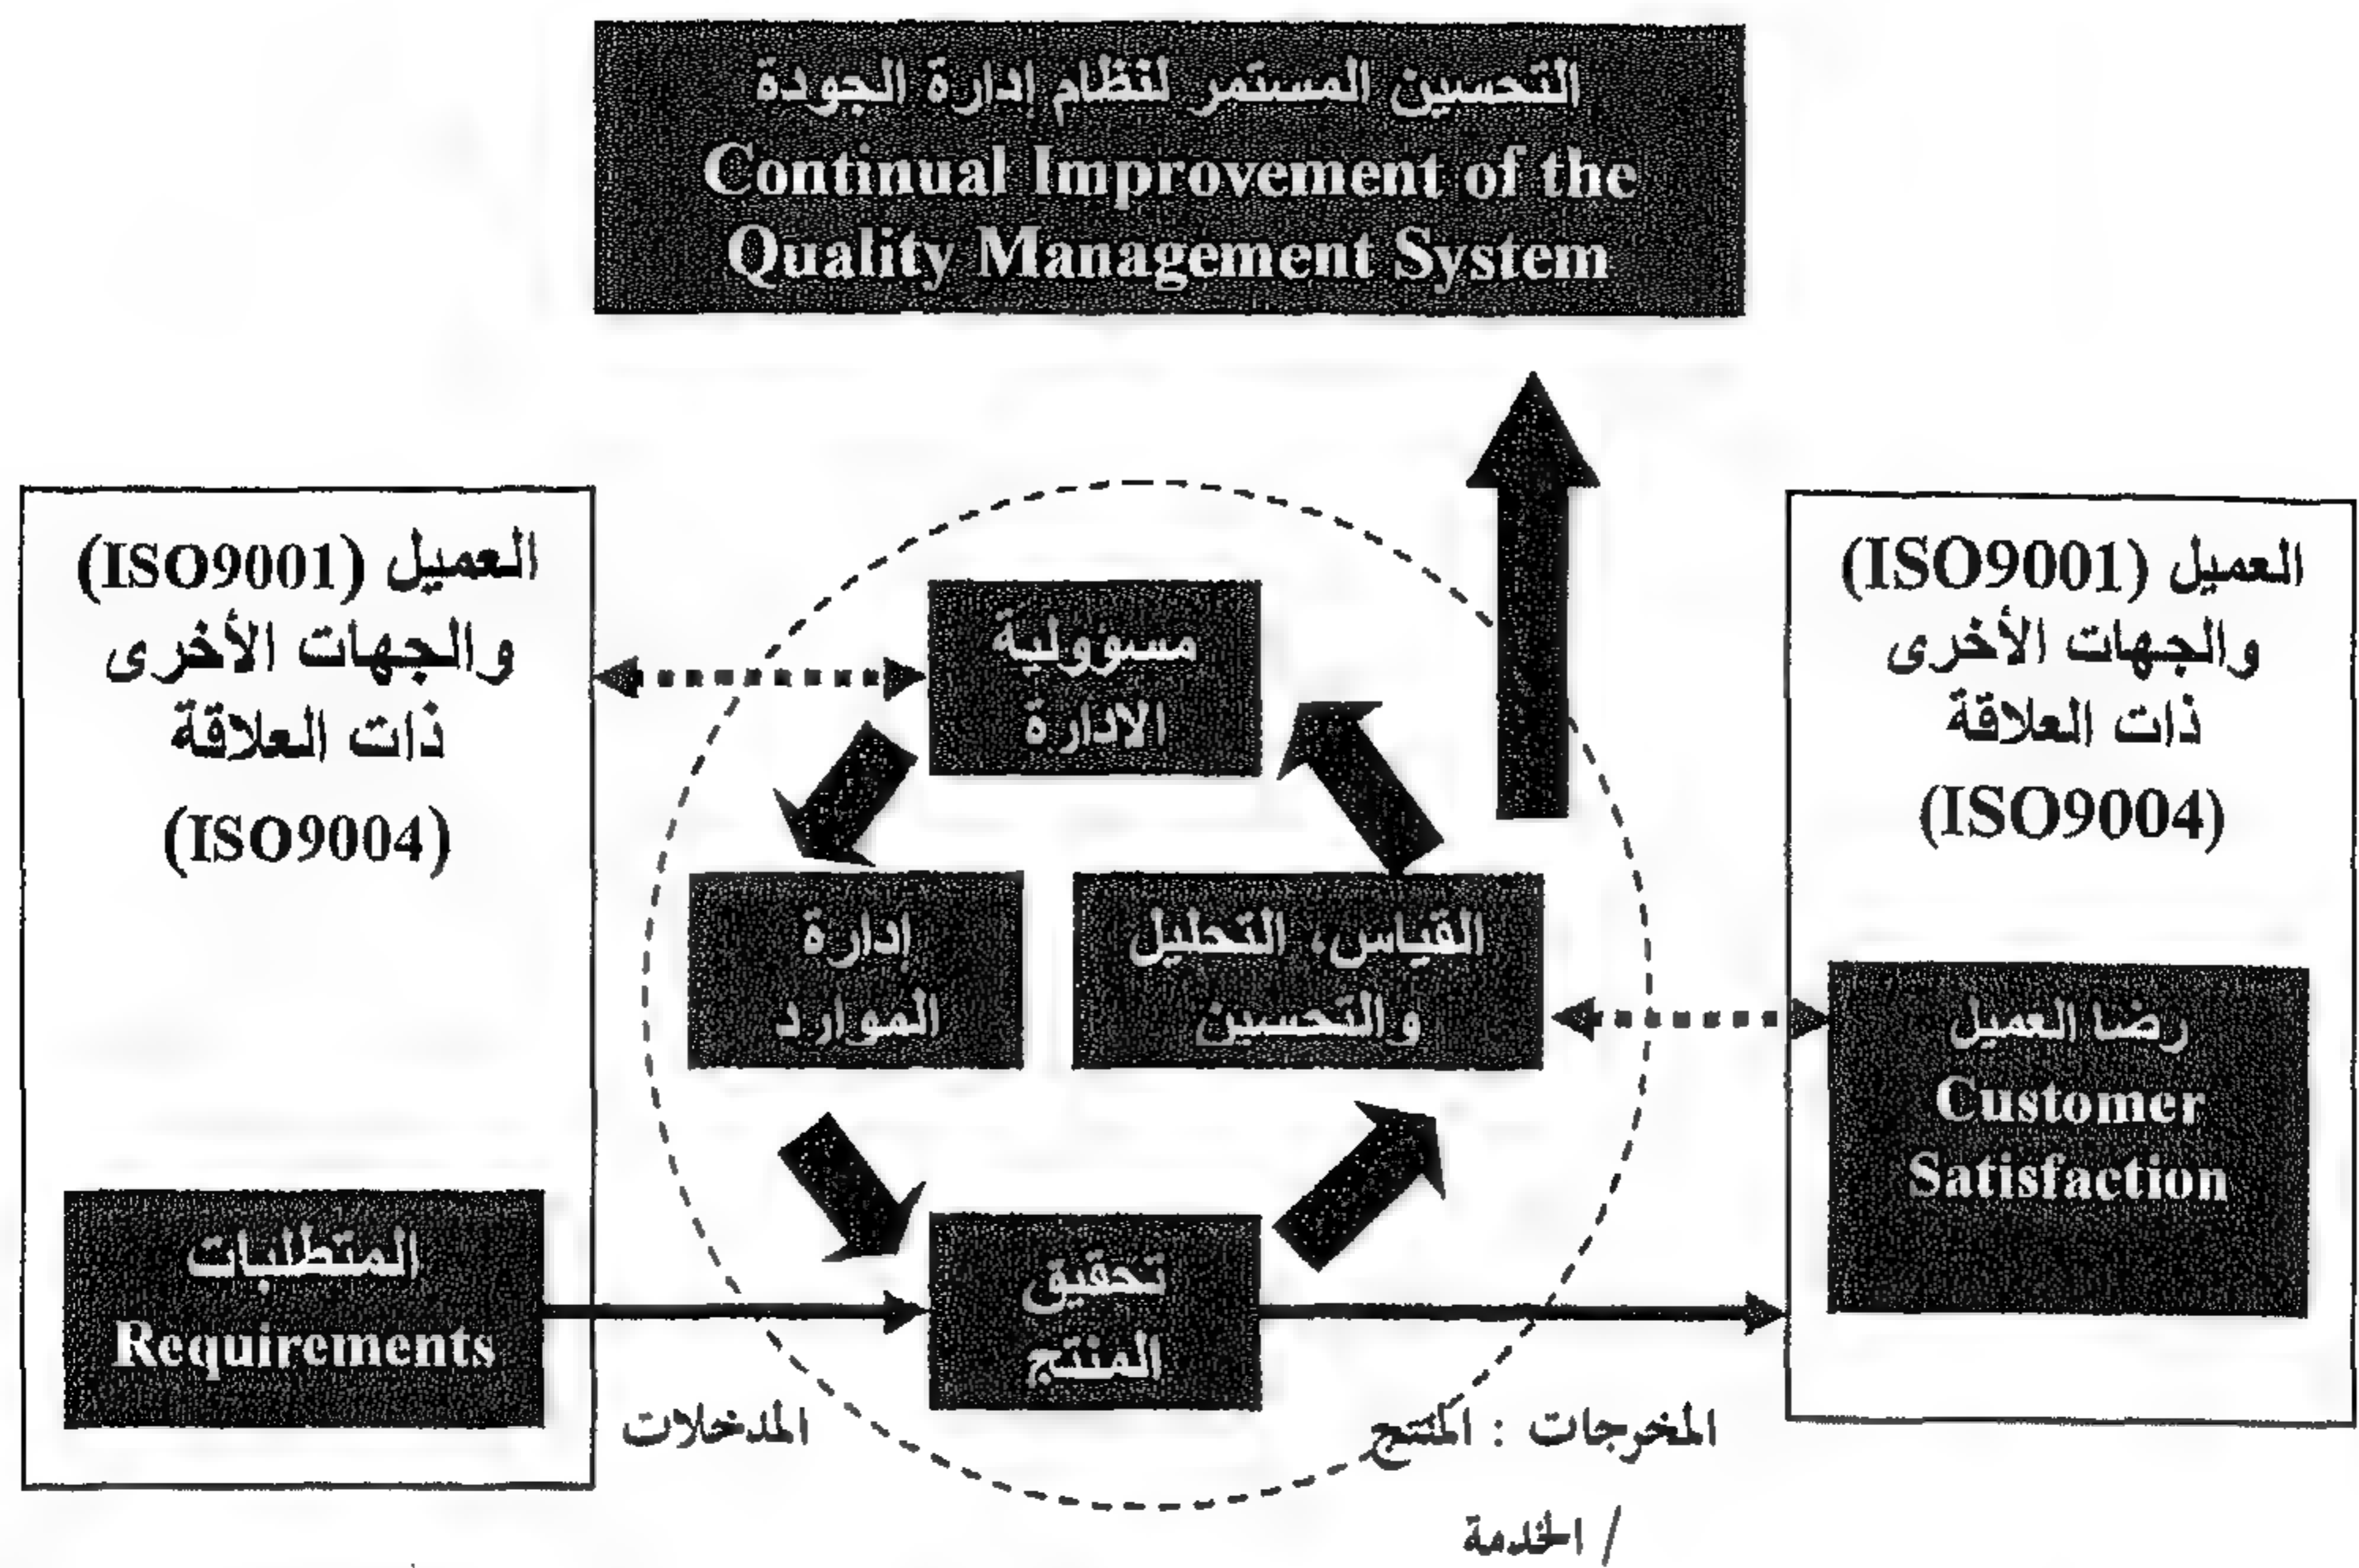 التحسين المستمر لنظام إدارة الجودة
Continual Improvement of the
Quality Management System
العميل (ISO9001)
والجهات الأخرى
ذات العلاقة
(ISO9004)
المتطلبات
Requirements
المدخلات
مسؤولية
الادارة
إدارة
الموارد
القياس، التحليل
والتحسين
تحقيق
المنتج
المخرجات : المنتج
/ الخدمة
العميل (ISO9001)
والجهات الأخرى
ذات العلاقة
(ISO9004)
رضا العميل
Customer
Satisfaction